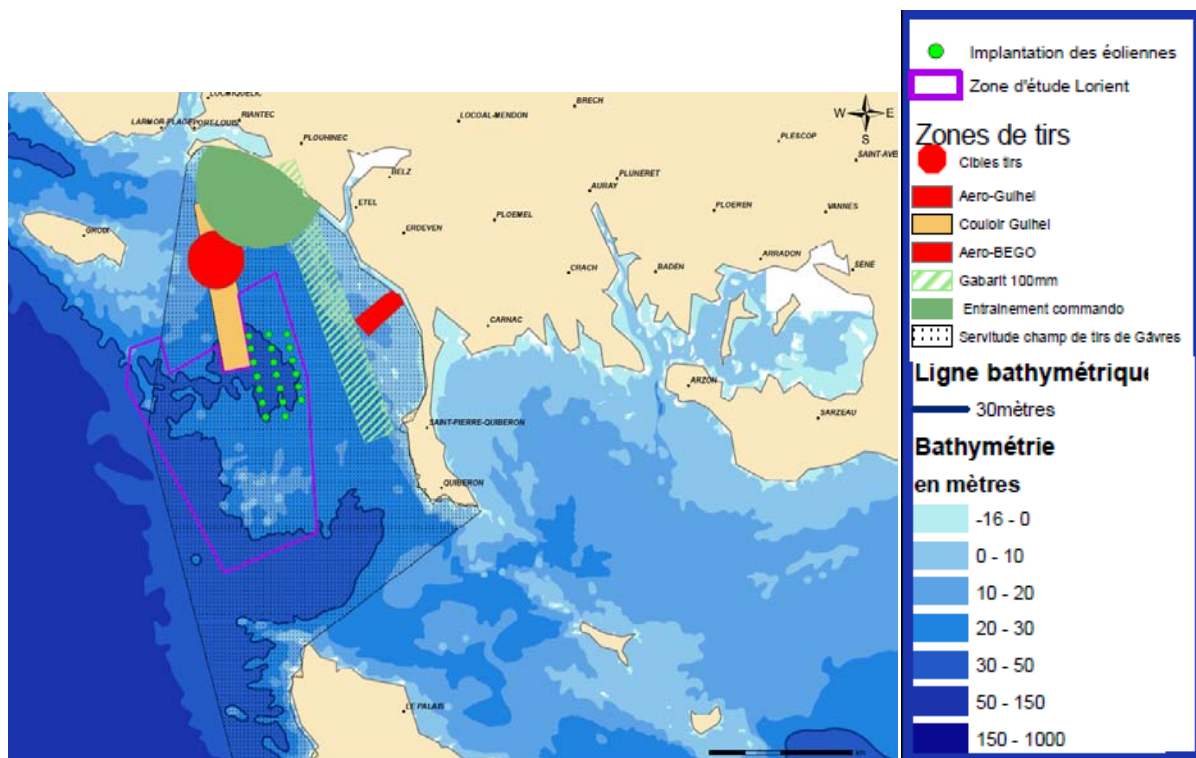 LOCMIQUELIC
LARMOR-PLAGE
PORT-LOUIS
RIANTEC
PLOUHINEC
BRECH
LOCOAL-MENDON
PLESCOP
W
E
S
SAINT-AVE
BELZ
ETEL
PLUNERET
AURAY
GROIX
ERDEVEN
PLOEMEL
PLOEREN
VANNES
CRACH
BADEN
ARRADON
SENE
CARNAC
ARZON
SARZEAU
SAINT-PIERRE-QUIBERON
QUIBERON
LE PALAIS
Implantation des éoliennes
Zone d'étude Lorient
Zones de tirs
Cibles tirs
Aero-Gulhel
Couloir Gulhel
Aero-BEGO
Gabarit 100mm
Entrainement commando
Servitude champ de tirs de Gâvres
Ligne bathymétrique
30mètres
Bathymétrie
en mètres
-16 - 0
0 - 10
10 - 20
20 - 30
30 - 50
50 - 150
150 - 1000